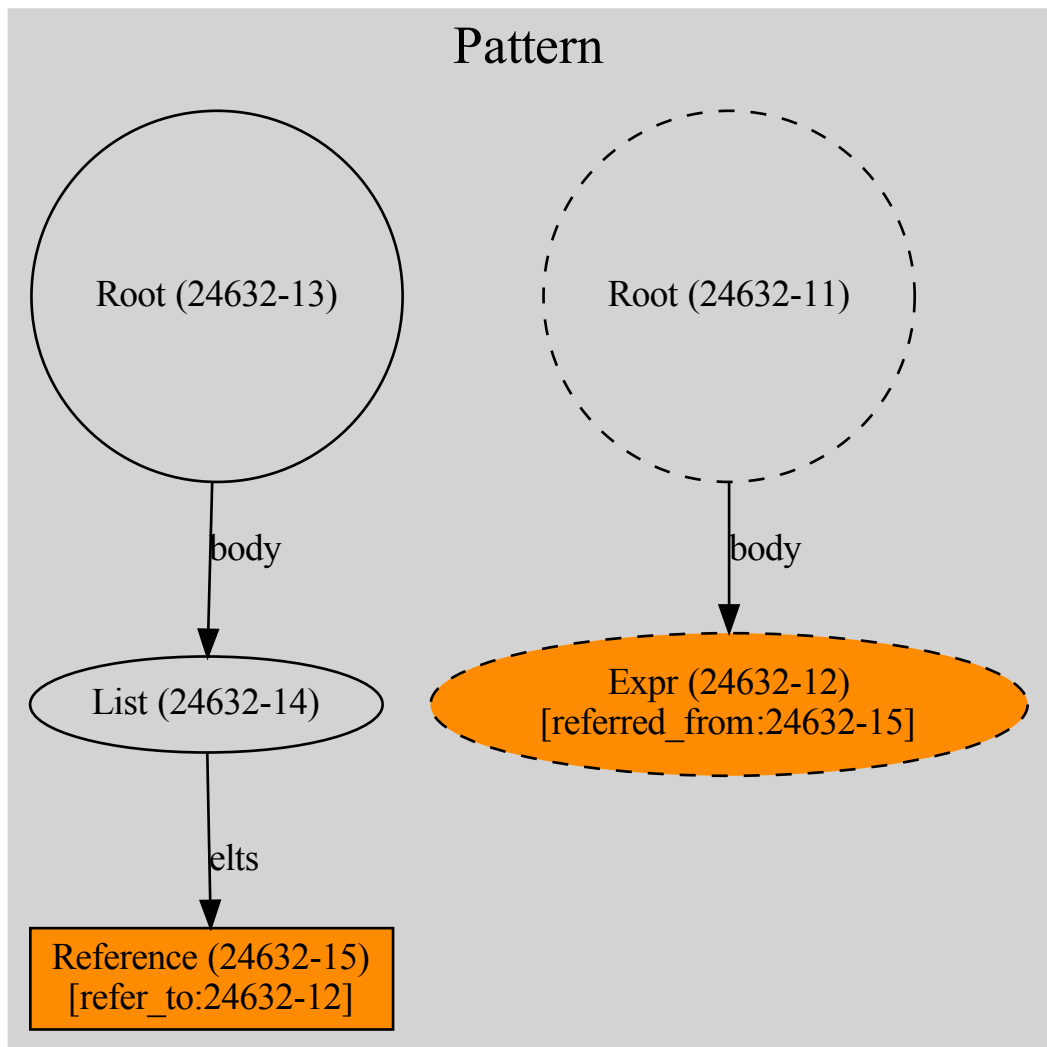 Pattern
Root (24632-13)
Root (24632-11)
body
body
List (24632-14)
Expr (24632-12)
[referred_from:24632-15]
elts
Reference (24632-15)
[refer_to:24632-12]